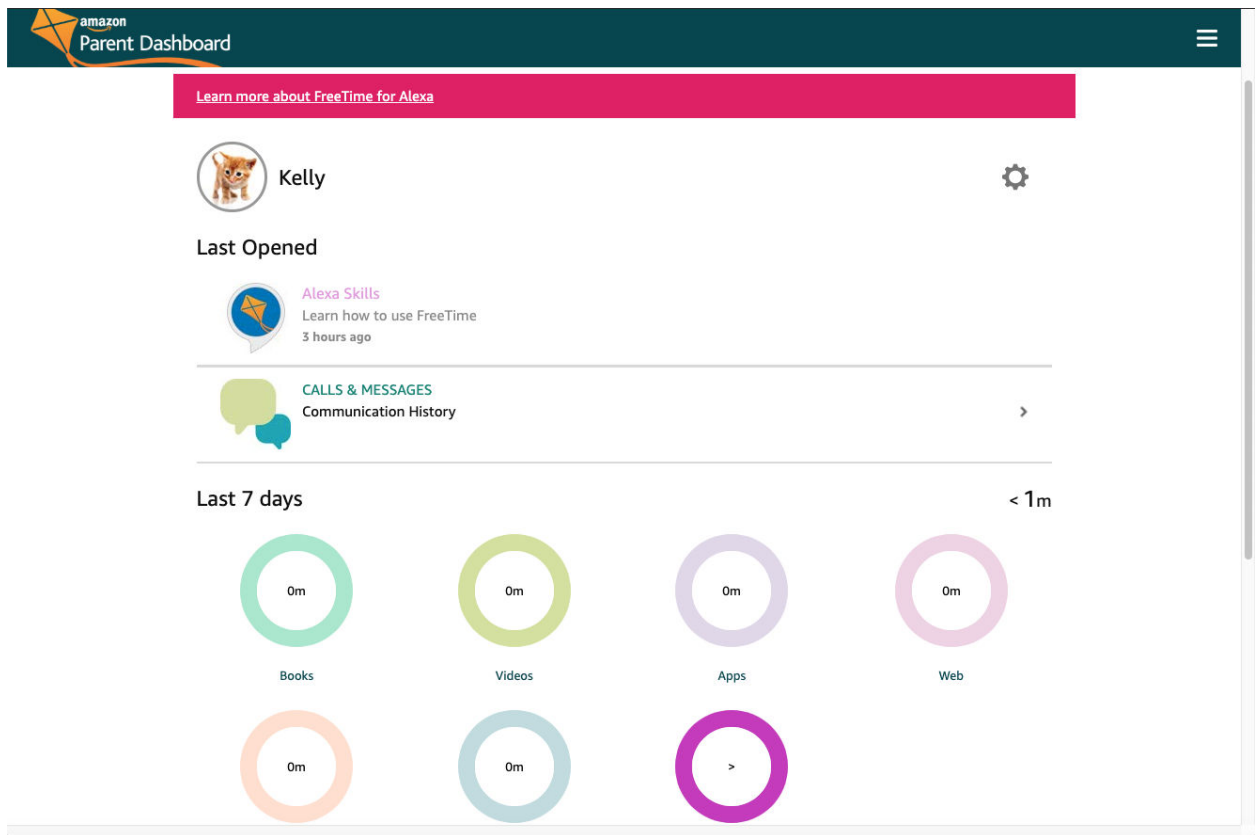 amazon
Parent Dashboard
Learn more about FreeTime for Alexa
Kelly
Last Opened
Alexa Skills
Learn how to use FreeTime
3 hours ago
CALLS & MESSAGES
Communication History
>
Last 7 days
< 1m
0m
0m
0m
0m
Books
Videos
Apps
Web
0m
0m
>